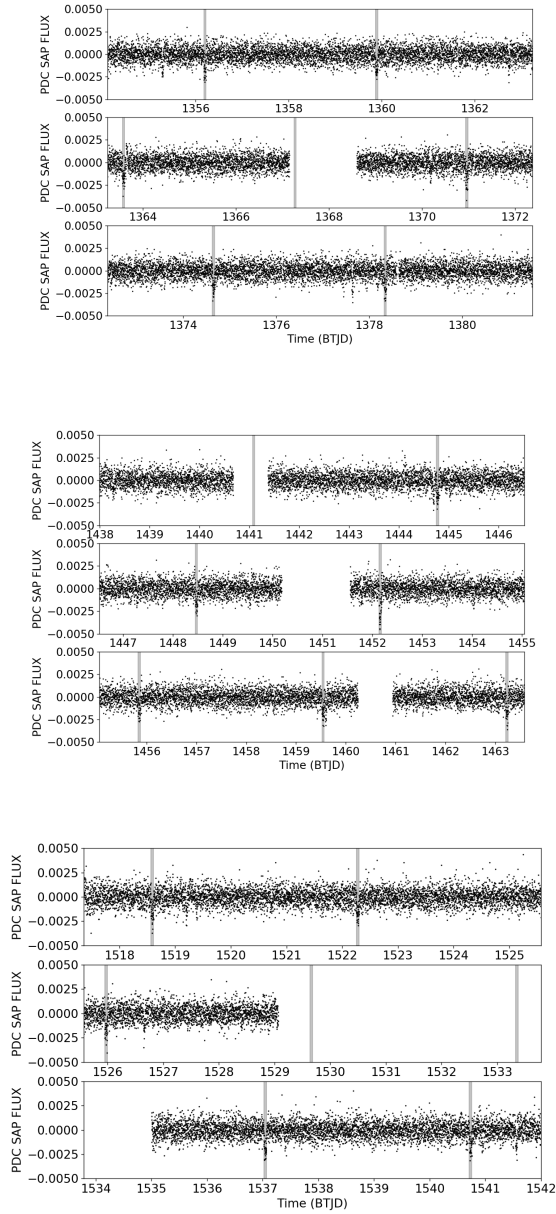 0.0050
0.0025
0.0000
−0.0025
−0.0050
PDC SAP FLUX
1356 1358 1360 1362
0.0050
0.0025
0.0000
−0.0025
−0.0050
PDC SAP FLUX
1364 1366 1368 1370 1372
0.0050
0.0025
0.0000
−0.0025
−0.0050
PDC SAP FLUX
1374 1376 1378 1380
Time (BTJD)
0.0050
0.0025
0.0000
−0.0025
−0.0050
PDC SAP FLUX
1438 1439 1440 1441 1442 1443 1444 1445 1446
0.0050
0.0025
0.0000
−0.0025
−0.0050
PDC SAP FLUX
1447 1448 1449 1450 1451 1452 1453 1454 1455
0.0050
0.0025
0.0000
−0.0025
−0.0050
PDC SAP FLUX
1456 1457 1458 1459 1460 1461 1462 1463
Time (BTJD)
0.0050
0.0025
0.0000
−0.0025
−0.0050
PDC SAP FLUX
1518 1519 1520 1521 1522 1523 1524 1525
0.0050
0.0025
0.0000
−0.0025
−0.0050
PDC SAP FLUX
1526 1527 1528 1529 1530 1531 1532 1533
0.0050
0.0025
0.0000
−0.0025
−0.0050
PDC SAP FLUX
1534 1535 1536 1537 1538 1539 1540 1541 1542
Time (BTJD)